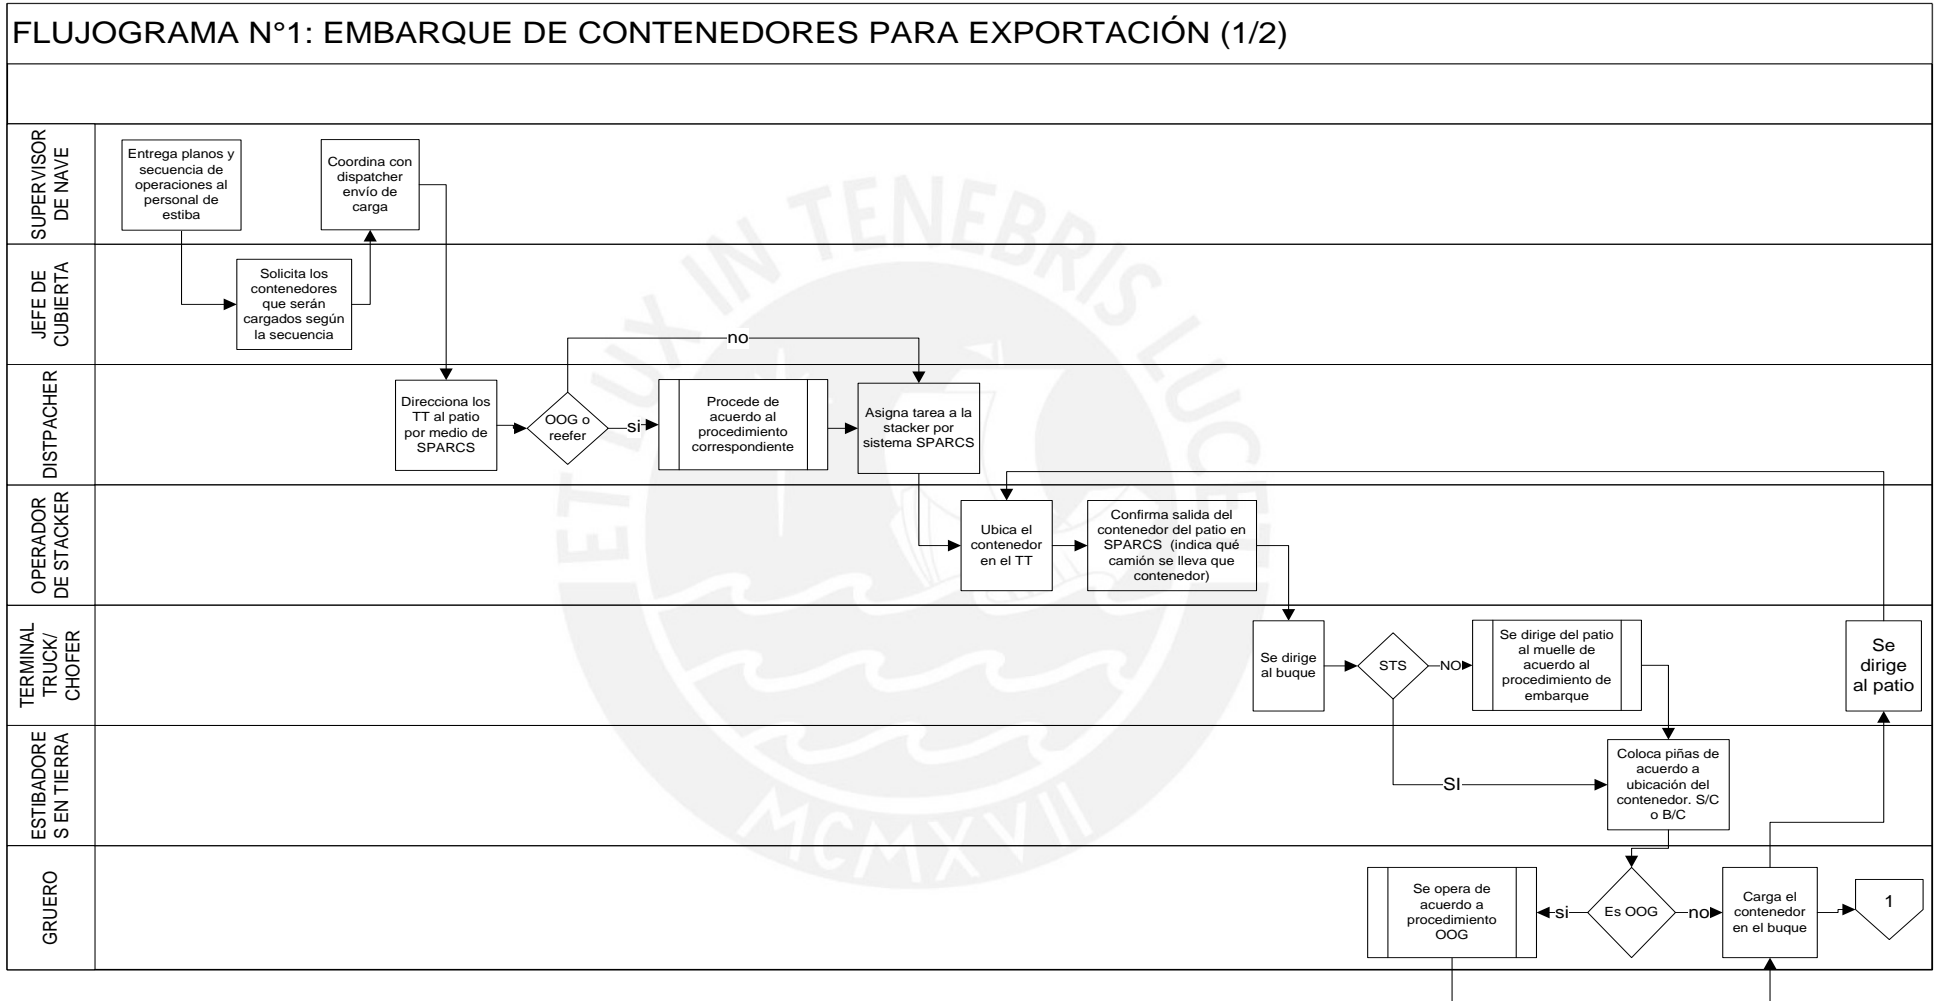 FLUJOGRAMA N°1: EMBARQUE DE CONTENEDORES PARA EXPORTACIÓN (1/2)
SUPERVISOR
DE NAVE
Entrega planos y
secuencia de
operaciones al
personal de
estiba
Coordina con
dispatcher
envío de
carga
JEFE DE
CUBIERTA
Solicita los
contenedores
que serán
cargados según
la secuencia
no
DISTPACHER
Direcciona los
TT al patio
por medio de
SPARCS
OOG o
reefer
si
Procede de
acuerdo al
procedimiento
correspondiente
Asigna tarea a la
stacker por
sistema SPARCS
OPERADOR
DE STACKER
Ubica el
contenedor
en el TT
Confirma salida del
contenedor del patio en
SPARCS (indica qué
camión se lleva que
contenedor)
TERMINAL
TRUCK/
CHOFER
Se dirige
al buque
STS
NO
Se dirige del patio
al muelle de
acuerdo al
procedimiento de
embarque
Se
dirige
al patio
ESTIBADORE
S EN TIERRA
SI
Coloca piñas de
acuerdo a
ubicación del
contenedor. S/C
o B/C
GRUERO
Se opera de
acuerdo a
procedimiento
OOG
si
Es OOG
no
Carga el
contenedor
en el buque
1
ET LUX IN TENEBRIS LUCET
MCMXVII